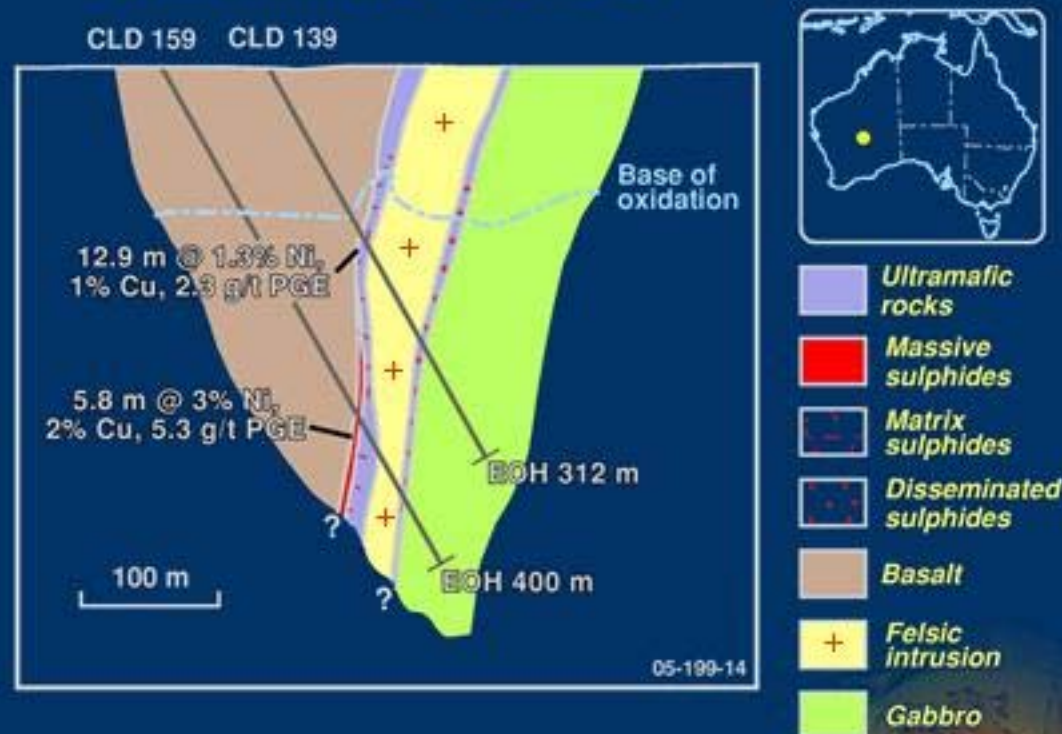 CLD 159
CLD 139
Base of
oxidation
12.9 m @ 1.3% Ni,
1% Cu, 2.3 g/t PGE
5.8 m @ 3% Ni,
2% Cu, 5.3 g/t PGE
EOH 312 m
?
EOH 400 m
?
100 m
05-199-14
Ultramafic
rocks
Massive
sulphides
Matrix
sulphides
Disseminated
sulphides
Basalt
Felsic
intrusion
Gabbro